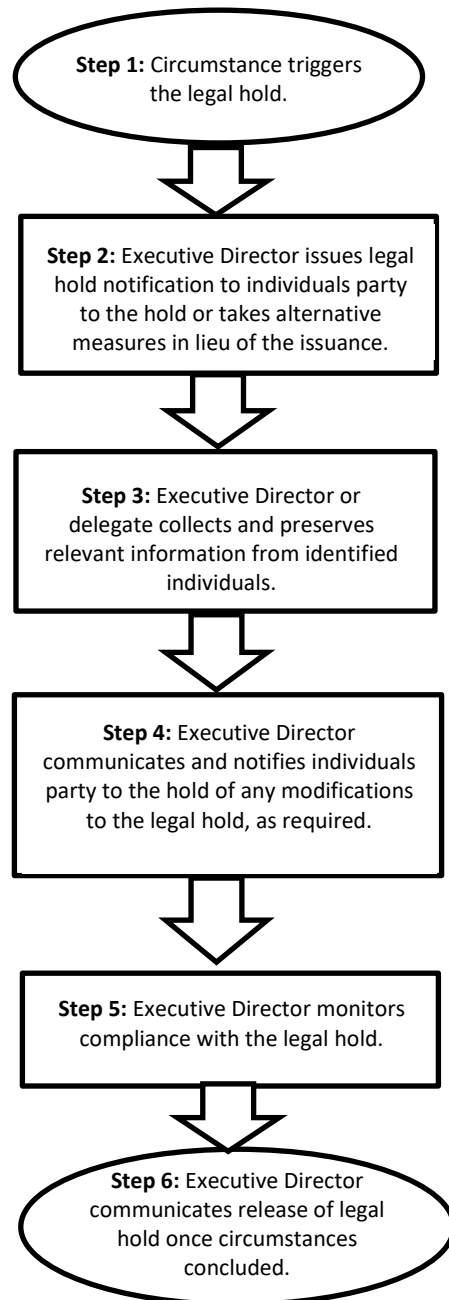 Step 1: Circumstance triggers
the legal hold.
Step 2: Executive Director issues legal
hold notification to individuals party
to the hold or takes alternative
measures in lieu of the issuance.
Step 3: Executive Director or
delegate collects and preserves
relevant information from identified
individuals.
Step 4: Executive Director
communicates and notifies individuals
party to the hold of any modifications
to the legal hold, as required.
Step 5: Executive Director monitors
compliance with the legal hold.
Step 6: Executive Director
communicates release of legal
hold once circumstances
concluded.